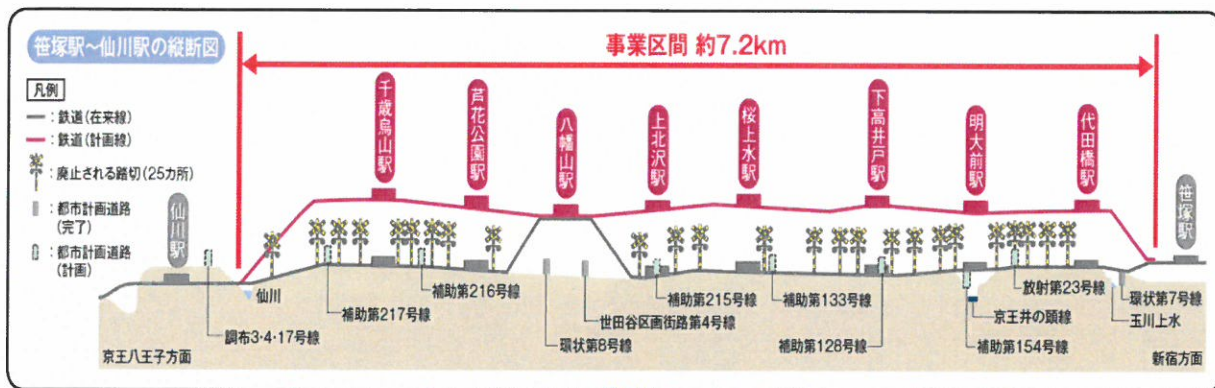 笹塚駅〜仙川駅の縦断図
事業区間 約7.2km
凡例
：鉄道(在来線)
：鉄道(計画線)
：廃止される踏切(25カ所)
：都市計画道路
(完了)
：都市計画道路
(計画)
仙川駅
千歳烏山駅
芦花公園駅
八幡山駅
上北沢駅
桜上水駅
下高井戸駅
明大前駅
代田橋駅
笹塚駅
仙川
調布3・4・17号線
補助第217号線
補助第216号線
環状第8号線
世田谷区画街路第4号線
補助第215号線
補助第133号線
補助第128号線
補助第154号線
京王井の頭線
放射第23号線
玉川上水
環状第7号線
京王八王子方面
新宿方面